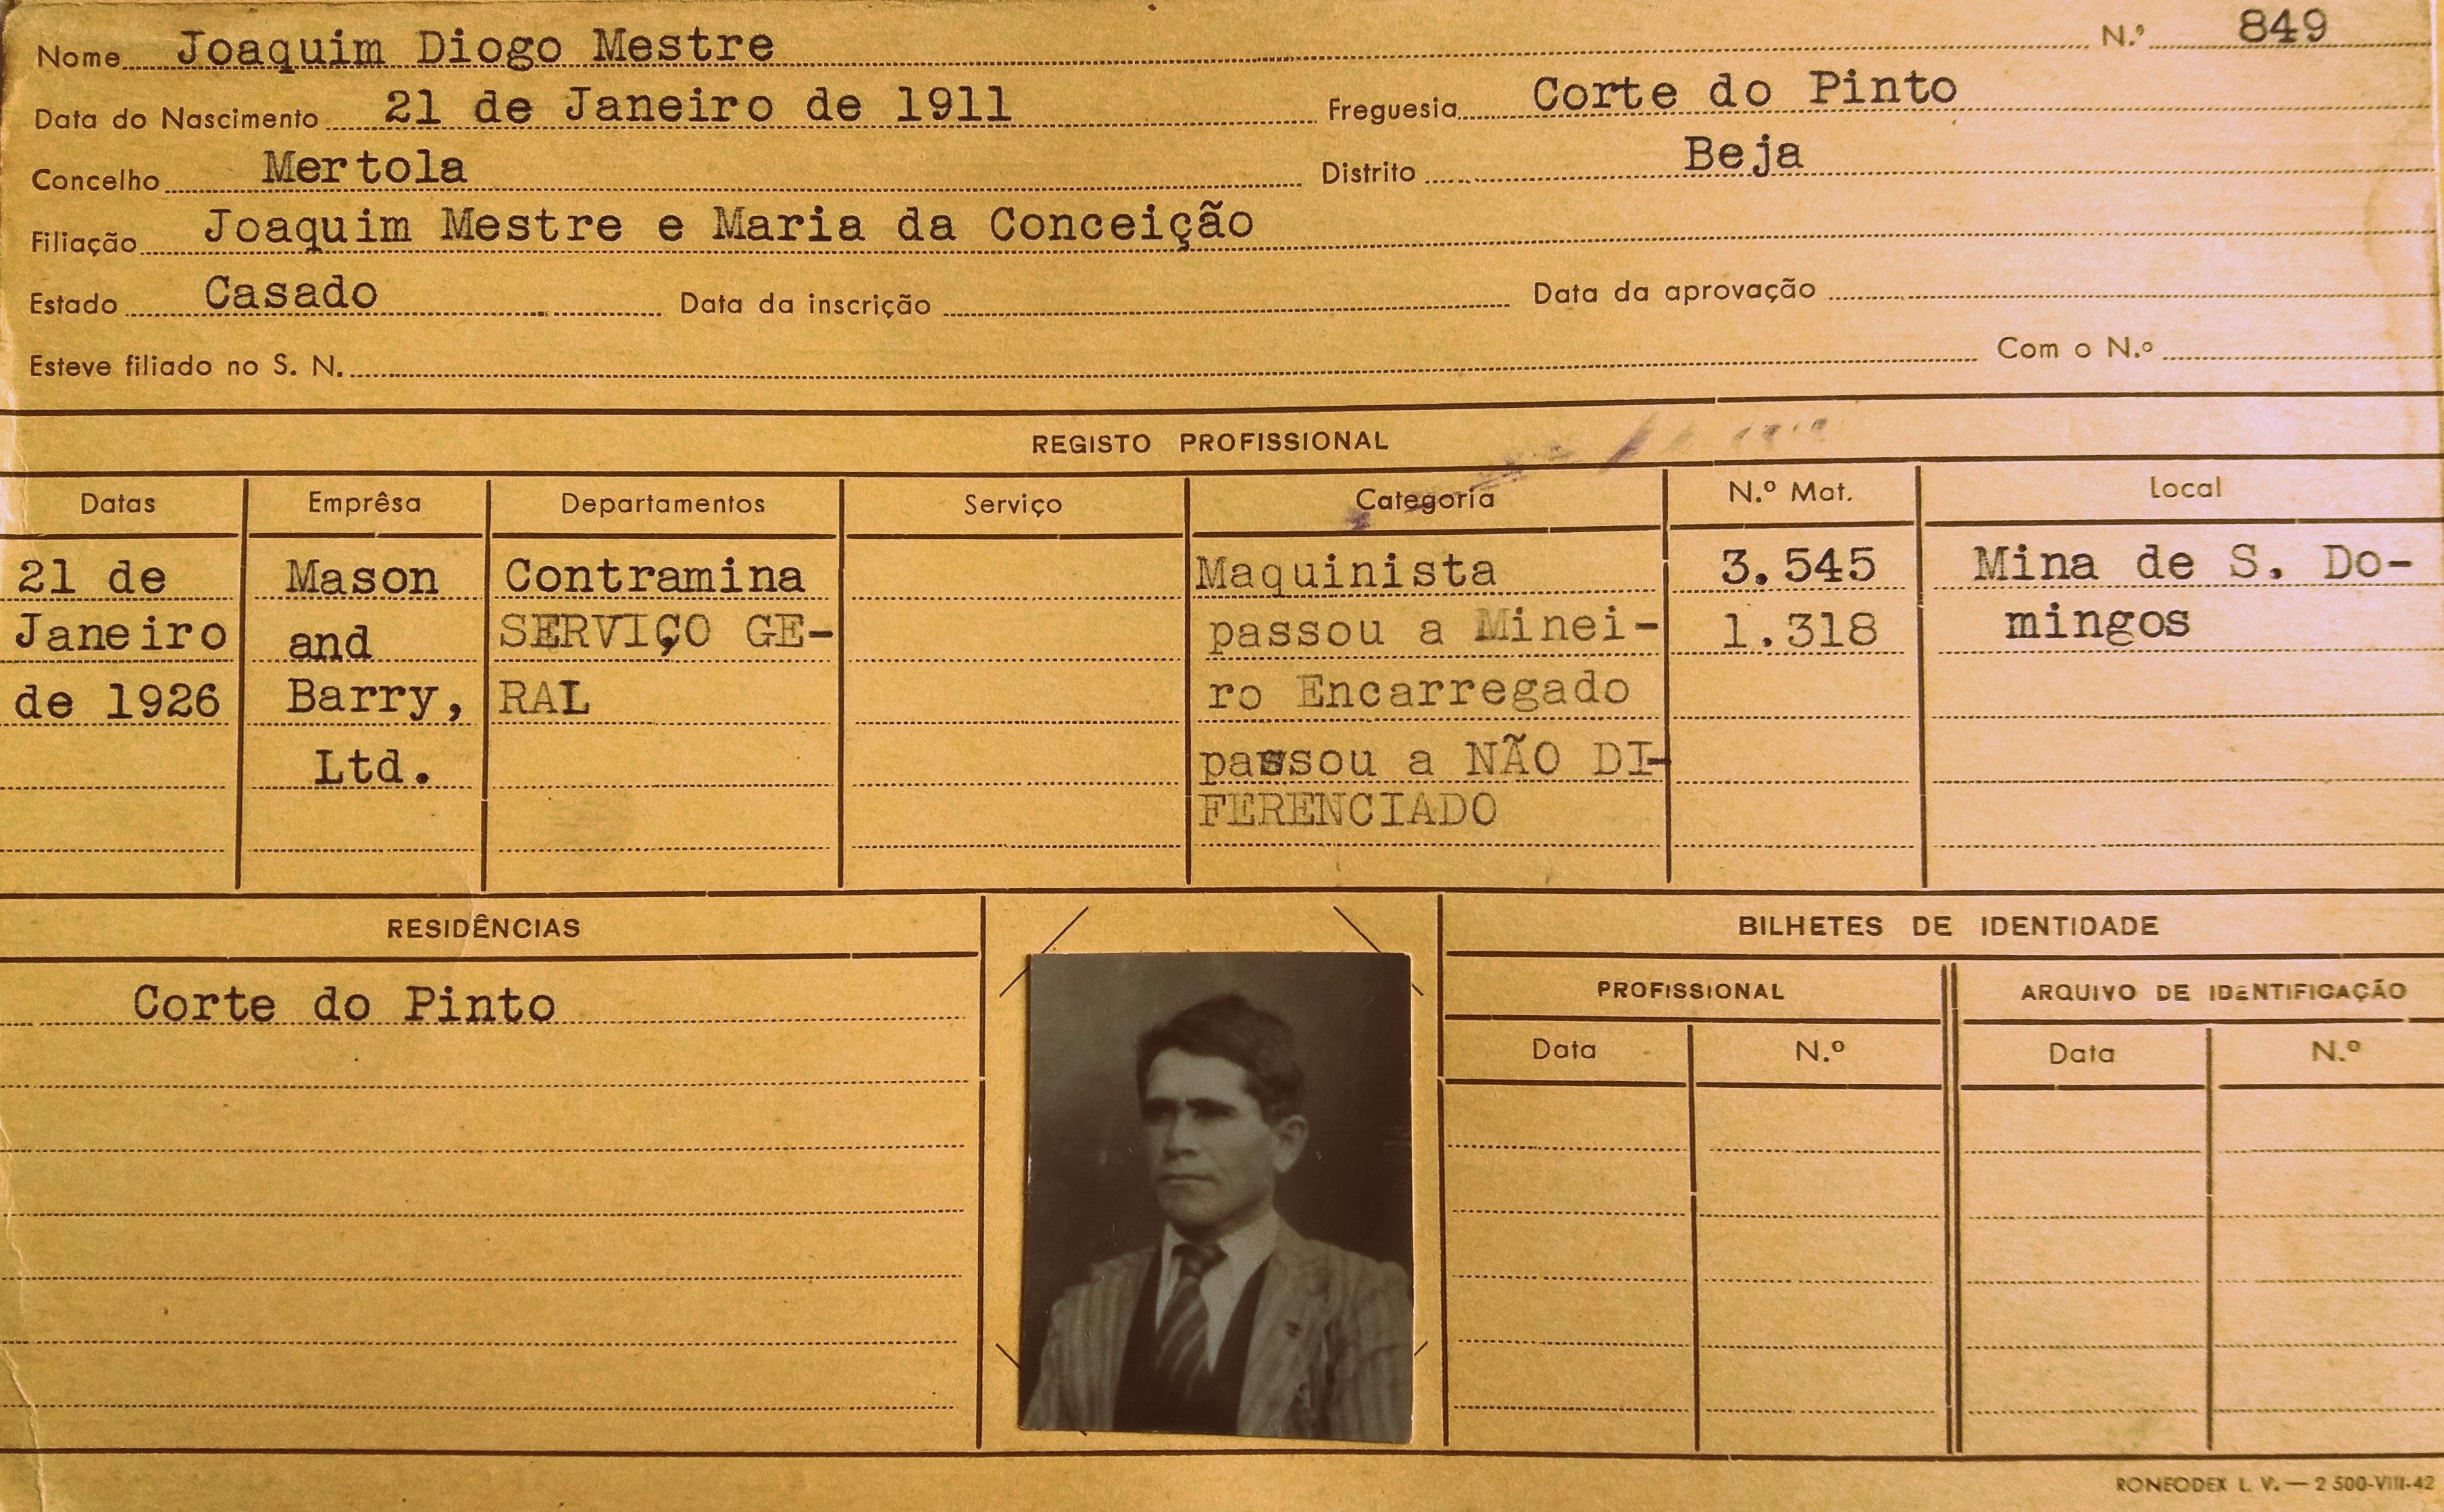 Nome Joaquim Diogo Mestre N.º 849
Data do Nascimento 21 de Janeiro de 1911 Freguesia Corte do Pinto
Concelho Mertola Distrito Beja
Filiação Joaquim Mestre e Maria da Conceição
Estado Casado Data da inscrição Data da aprovação
Esteve filiado no S. N. Com o N.º
REGISTO PROFISSIONAL
Datas Emprêsa Departamentos Serviço Categoria N.º Mat. Local
21 de Mason Contramina Maquinista 3.545 Mina de S. Do-
Janeiro and SERVIÇO GE- passou a Minei- 1.318 mingos
de 1926 Barry, RAL ro Encarregado
Ltd. passou a NÃO DI-
FERENCIADO
RESIDÊNCIAS BILHETES DE IDENTIDADE
Corte do Pinto PROFISSIONAL ARQUIVO DE IDENTIFICAÇÃO
Data N.º Data N.º
RONEODEX L. V. — 2 500-VIII-42